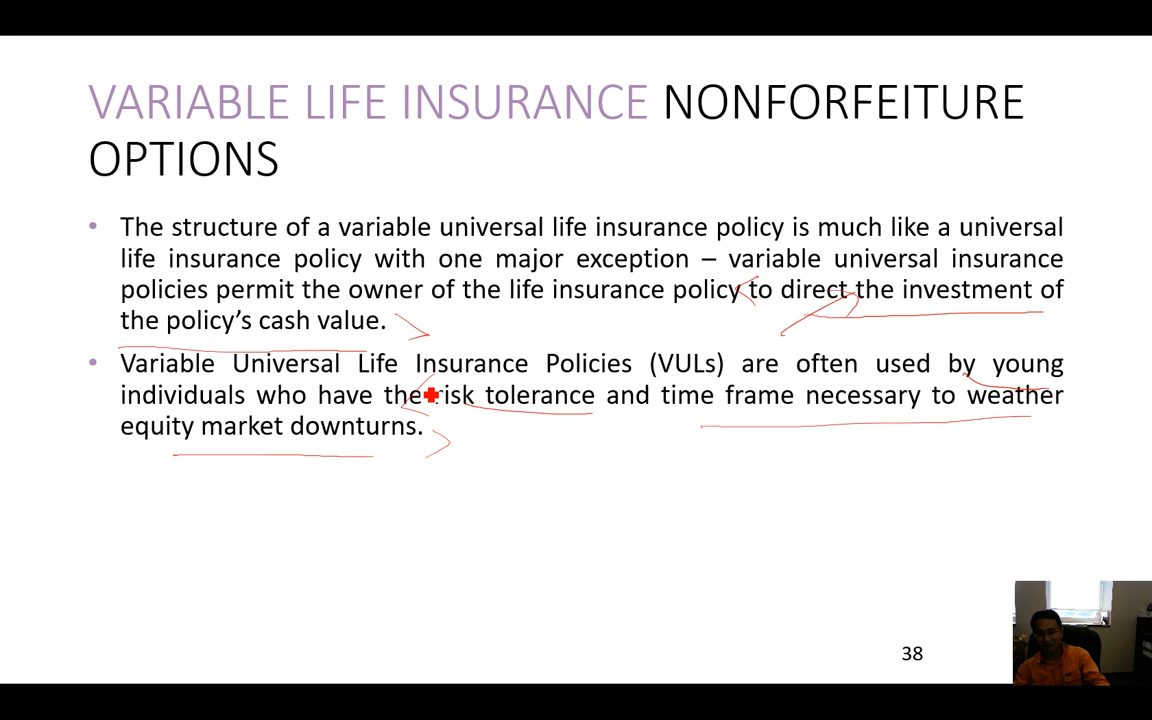 VARIABLE LIFE INSURANCE NONFORFEITURE
OPTIONS
• The structure of a variable universal life insurance policy is much like a universal
life insurance policy with one major exception – variable universal insurance
policies permit the owner of the life insurance policy to direct the investment of
the policy's cash value.
• Variable Universal Life Insurance Policies (VULs) are often used by young
individuals who have the risk tolerance and time frame necessary to weather
equity market downturns.
38